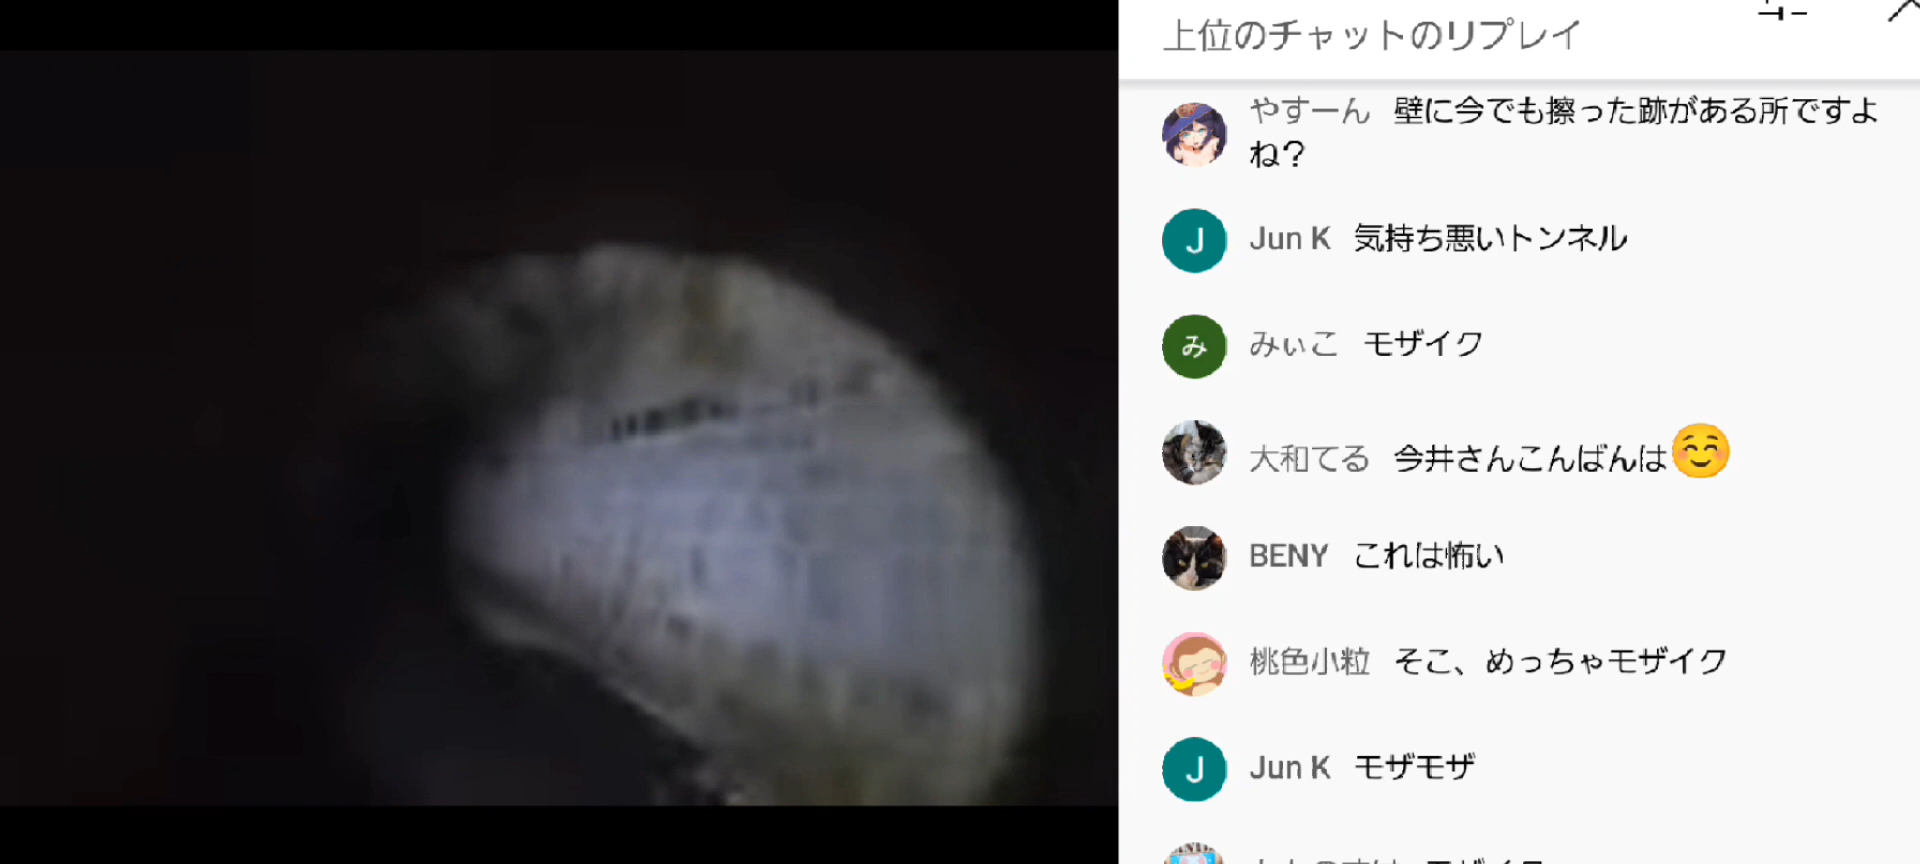 上位のチャットのリプレイ
やすーん 壁に今でも擦った跡がある所ですよ
ね?
J Jun K 気持ち悪いトンネル
み みぃこ モザイク
大和てる 今井さんこんばんは😊
BENY これは怖い
桃色小粒 そこ、めっちゃモザイク
J Jun K モザモザ